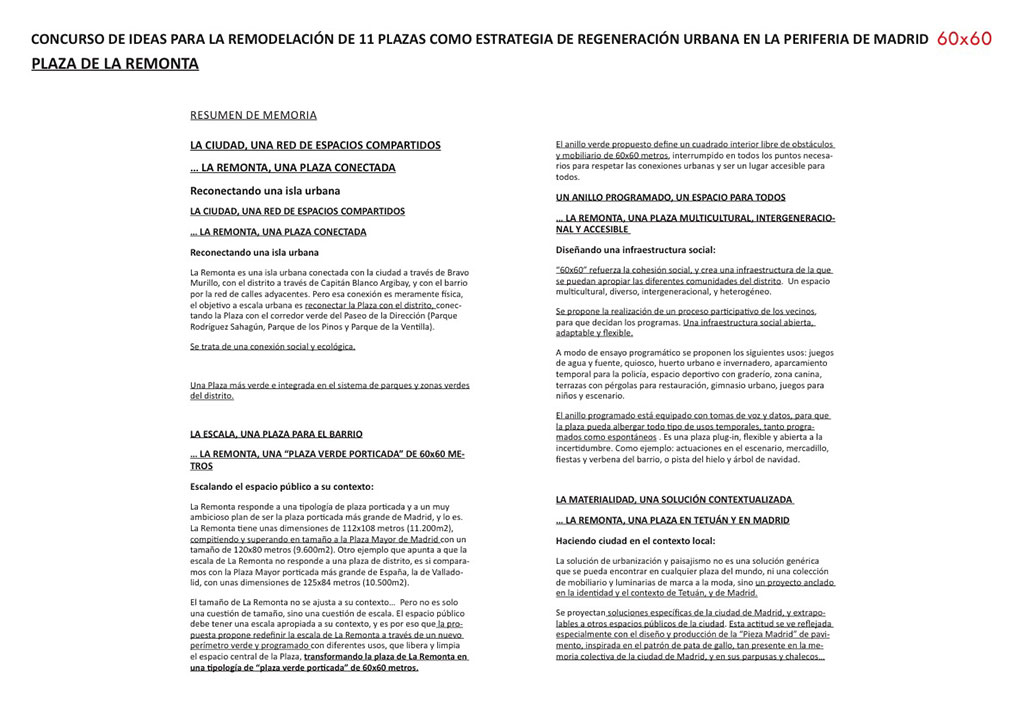 CONCURSO DE IDEAS PARA LA REMODELACIÓN DE 11 PLAZAS COMO ESTRATEGIA DE REGENERACIÓN URBANA EN LA PERIFERIA DE MADRID 60x60
PLAZA DE LA REMONTA
RESUMEN DE MEMORIA
LA CIUDAD, UNA RED DE ESPACIOS COMPARTIDOS
... LA REMONTA, UNA PLAZA CONECTADA
Reconectando una isla urbana
LA CIUDAD, UNA RED DE ESPACIOS COMPARTIDOS
... LA REMONTA, UNA PLAZA CONECTADA
Reconectando una isla urbana
La Remonta es una isla urbana conectada con la ciudad a través de Bravo
Murillo, con el distrito a través de Capitán Blanco Argibay, y con el barrio
por la red de calles adyacentes. Pero esa conexión es meramente física,
el objetivo a escala urbana es reconectar la Plaza con el distrito, conec-
tando la Plaza con el corredor verde del Paseo de la Dirección (Parque
Rodríguez Sahagún, Parque de los Pinos y Parque de la Ventilla).
Se trata de una conexión social y ecológica.
Una Plaza más verde e integrada en el sistema de parques y zonas verdes
del distrito.
LA ESCALA, UNA PLAZA PARA EL BARRIO
... LA REMONTA, UNA “PLAZA VERDE PORTICADA” DE 60x60 ME-
TROS
Escalando el espacio público a su contexto:
La Remonta responde a una tipología de plaza porticada y a un muy
ambicioso plan de ser la plaza porticada más grande de Madrid, y lo es.
La Remonta tiene unas dimensiones de 112x108 metros (11.200m2),
compitiendo y superando en tamaño a la Plaza Mayor de Madrid con un
tamaño de 120x80 metros (9.600m2). Otro ejemplo que apunta a que la
escala de La Remonta no responde a una plaza de distrito, es si compara-
mos con la Plaza Mayor porticada más grande de España, la de Vallado-
lid, con unas dimensiones de 125x84 metros (10.500m2).
El tamaño de La Remonta no se ajusta a su contexto... Pero no es solo
una cuestión de tamaño, sino una cuestión de escala. El espacio público
debe tener una escala apropiada a su contexto, y es por eso que la pro-
puesta propone redefinir la escala de La Remonta a través de un nuevo
perímetro verde y programado con diferentes usos, que libera y limpia
el espacio central de la Plaza, transformando la plaza de La Remonta en
una tipología de “plaza verde porticada” de 60x60 metros.
El anillo verde propuesto define un cuadrado interior libre de obstáculos
y mobiliario de 60x60 metros, interrumpido en todos los puntos necesa-
rios para respetar las conexiones urbanas y ser un lugar accesible para
todos.
UN ANILLO PROGRAMADO, UN ESPACIO PARA TODOS
... LA REMONTA, UNA PLAZA MULTICULTURAL, INTERGENERACIO-
NAL Y ACCESIBLE
Diseñando una infraestructura social:
“60x60” refuerza la cohesión social, y crea una infraestructura de la que
se puedan apropiar las diferentes comunidades del distrito. Un espacio
multicultural, diverso, intergeneracional, y heterogéneo.
Se propone la realización de un proceso participativo de los vecinos,
para que decidan los programas. Una infraestructura social abierta,
adaptable y flexible.
A modo de ensayo programático se proponen los siguientes usos: juegos
de agua y fuente, quiosco, huerto urbano e invernadero, aparcamiento
temporal para la policía, espacio deportivo con graderío, zona canina,
terrazas con pérgolas para restauración, gimnasio urbano, juegos para
niños y escenario.
El anillo programado está equipado con tomas de voz y datos, para que
la plaza pueda albergar todo tipo de usos temporales, tanto progra-
mados como espontáneos . Es una plaza plug-in, flexible y abierta a la
incertidumbre. Como ejemplo: actuaciones en el escenario, mercadillo,
fiestas y verbena del barrio, o pista del hielo y árbol de navidad.
LA MATERIALIDAD, UNA SOLUCIÓN CONTEXTUALIZADA
... LA REMONTA, UNA PLAZA EN TETUÁN Y EN MADRID
Haciendo ciudad en el contexto local:
La solución de urbanización y paisajismo no es una solución genérica
que se pueda encontrar en cualquier plaza del mundo, ni una colección
de mobiliario y luminarias de marca a la moda, sino un proyecto anclado
en la identidad y el contexto de Tetuán, y de Madrid.
Se proyectan soluciones específicas de la ciudad de Madrid, y extrapo-
lables a otros espacios públicos de la ciudad. Esta actitud se ve reflejada
especialmente con el diseño y producción de la “Pieza Madrid” de pavi-
mento, inspirada en el patrón de pata de gallo, tan presente en la me-
moria colectiva de la ciudad de Madrid, y en sus parpusas y chalecos...